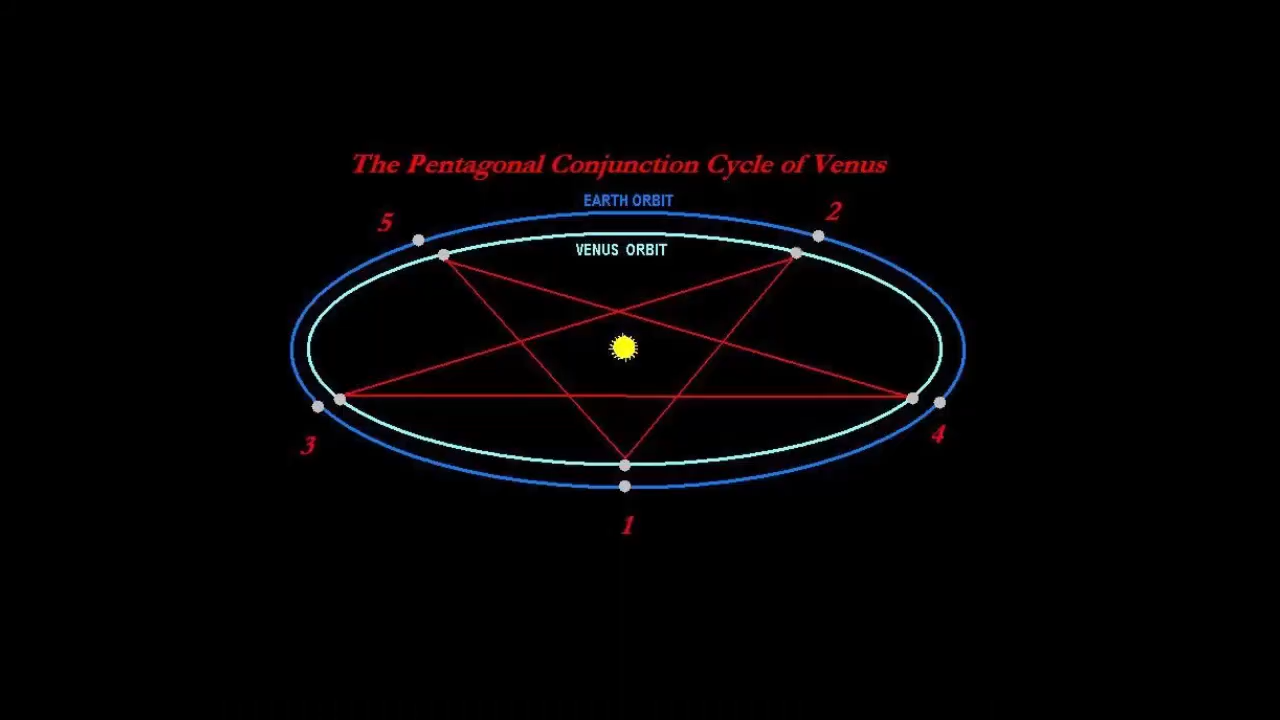 The Pentagonal Conjunction Cycle of Venus
EARTH ORBIT
5
2
VENUS ORBIT
3
4
1